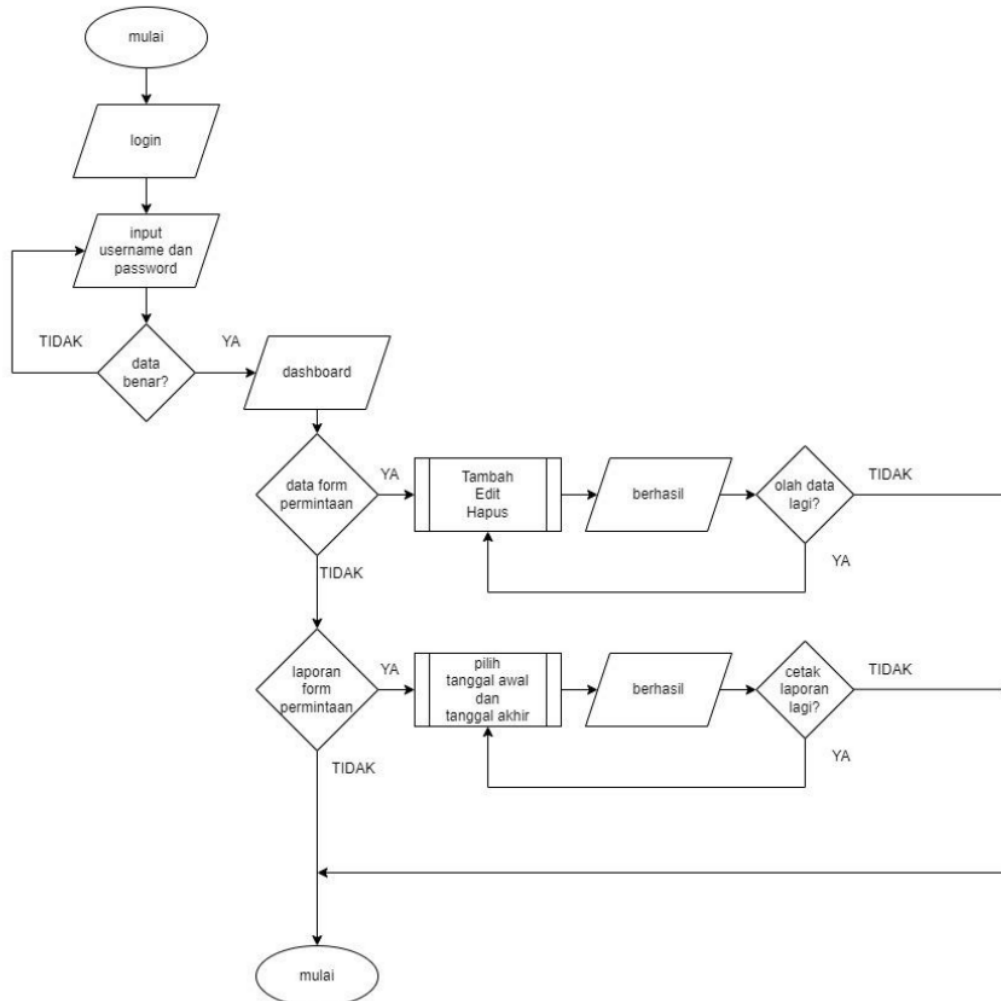 mulai
login
input
username dan
password
TIDAK
YA
data
benar?
dashboard
data form
permintaan
YA
Tambah
Edit
Hapus
berhasil
olah data
lagi?
TIDAK
YA
TIDAK
laporan
form
permintaan
YA
pilih
tanggal awal
dan
tanggal akhir
berhasil
cetak
laporan
lagi?
TIDAK
YA
TIDAK
mulai